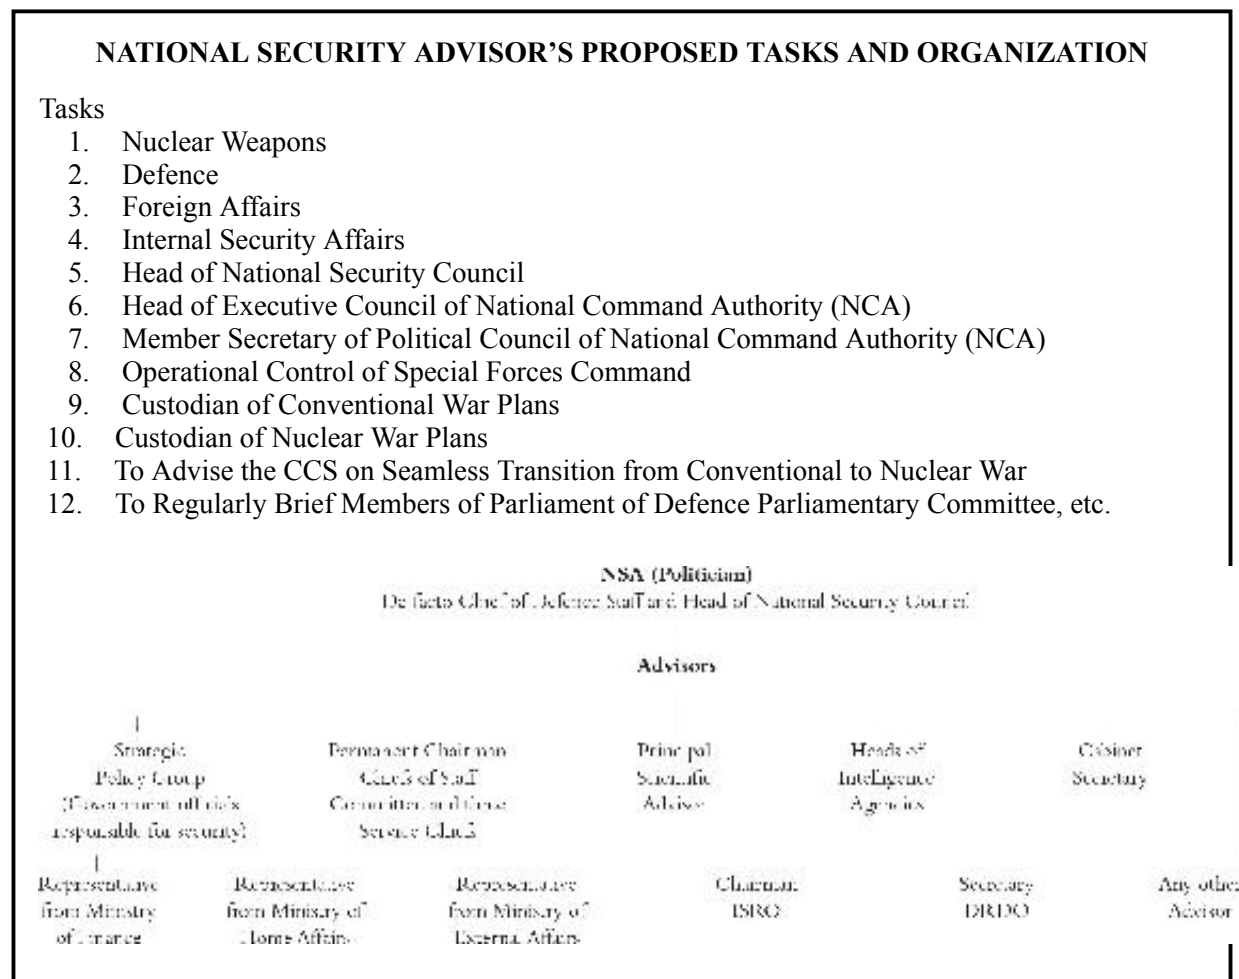 NATIONAL SECURITY ADVISOR’S PROPOSED TASKS AND ORGANIZATION
Tasks
1. Nuclear Weapons
2. Defence
3. Foreign Affairs
4. Internal Security Affairs
5. Head of National Security Council
6. Head of Executive Council of National Command Authority (NCA)
7. Member Secretary of Political Council of National Command Authority (NCA)
8. Operational Control of Special Forces Command
9. Custodian of Conventional War Plans
10. Custodian of Nuclear War Plans
11. To Advise the CCS on Seamless Transition from Conventional to Nuclear War
12. To Regularly Brief Members of Parliament of Defence Parliamentary Committee, etc.
NSA (Politician)
De facto Chief of Defence Staff and Head of National Security Council
Advisors
Strategic
Policy Group
(Government officials
responsible for security)
Permanent Chairman
Chiefs of Staff
Committee and three
Service Chiefs
Principal
Scientific
Advisor
Heads of
Intelligence
Agencies
Cabinet
Secretary
Representative
from Ministry
of Finance
Representative
from Ministry of
Home Affairs
Representative
from Ministry of
External Affairs
Chairman
ISRO
Secretary
DRDO
Any other
Advisor